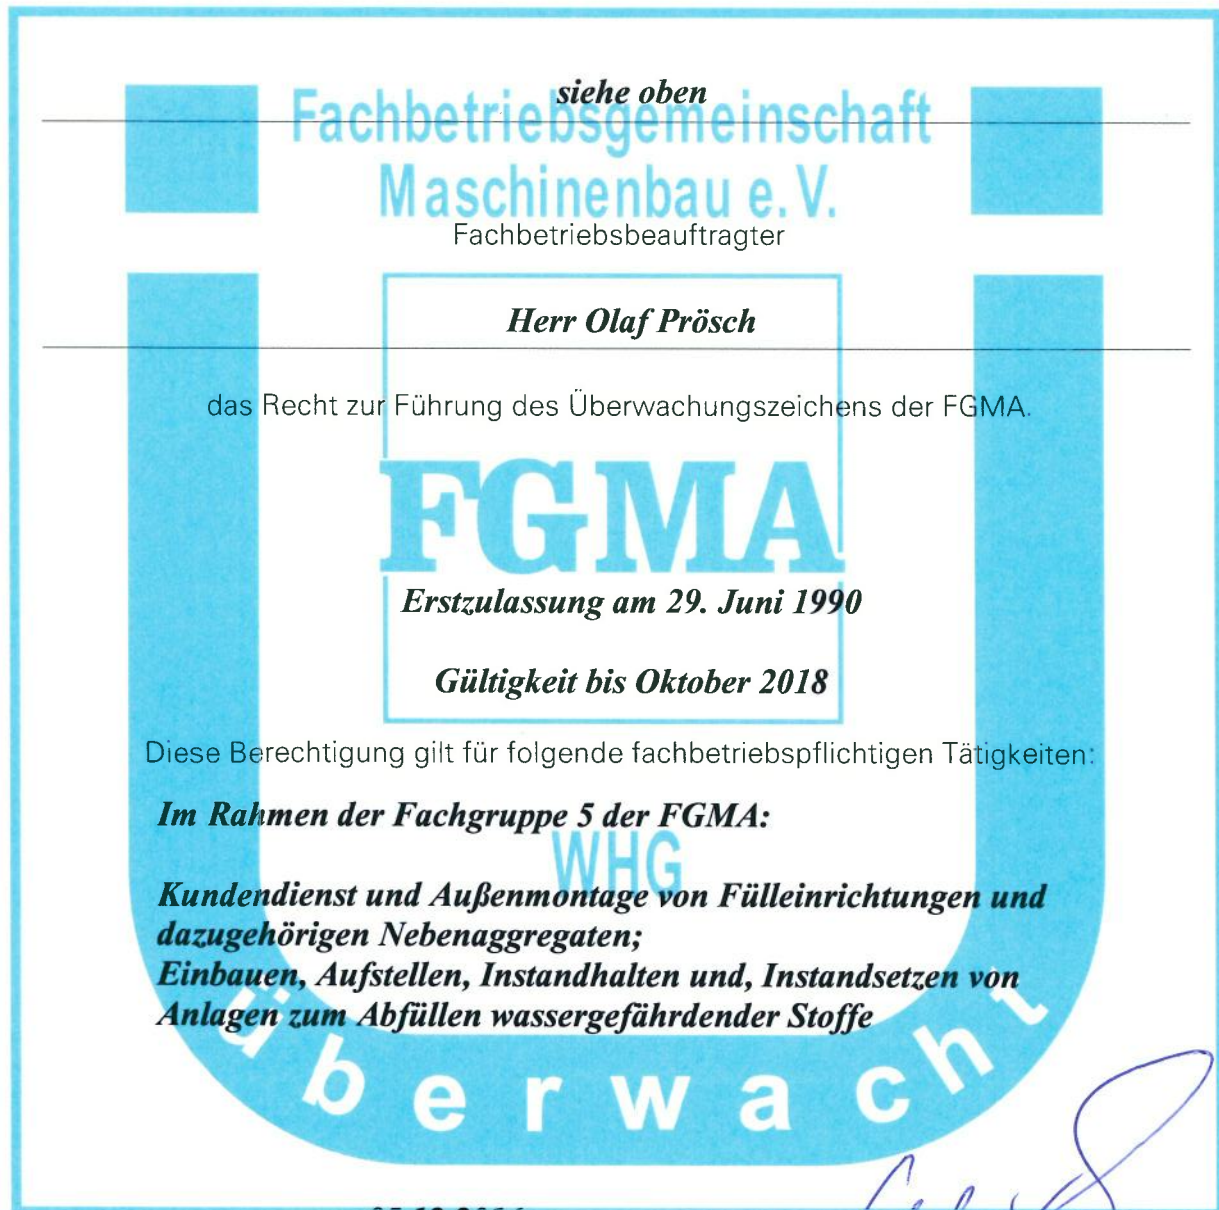 siehe oben
Fachbetriebsgemeinschaft
Maschinenbau e.V.
Fachbetriebsbeauftragter
Herr Olaf Prösch
das Recht zur Führung des Überwachungszeichens der FGMA.
FGMA
Erstzulassung am 29. Juni 1990
Gültigkeit bis Oktober 2018
Diese Berechtigung gilt für folgende fachbetriebspflichtigen Tätigkeiten:
Im Rahmen der Fachgruppe 5 der FGMA:
WHG
Kundendienst und Außenmontage von Fülleinrichtungen und
dazugehörigen Nebenaggregaten;
Einbauen, Aufstellen, Instandhalten und, Instandsetzen von
Anlagen zum Abfüllen wassergefährdender Stoffe
überwacht